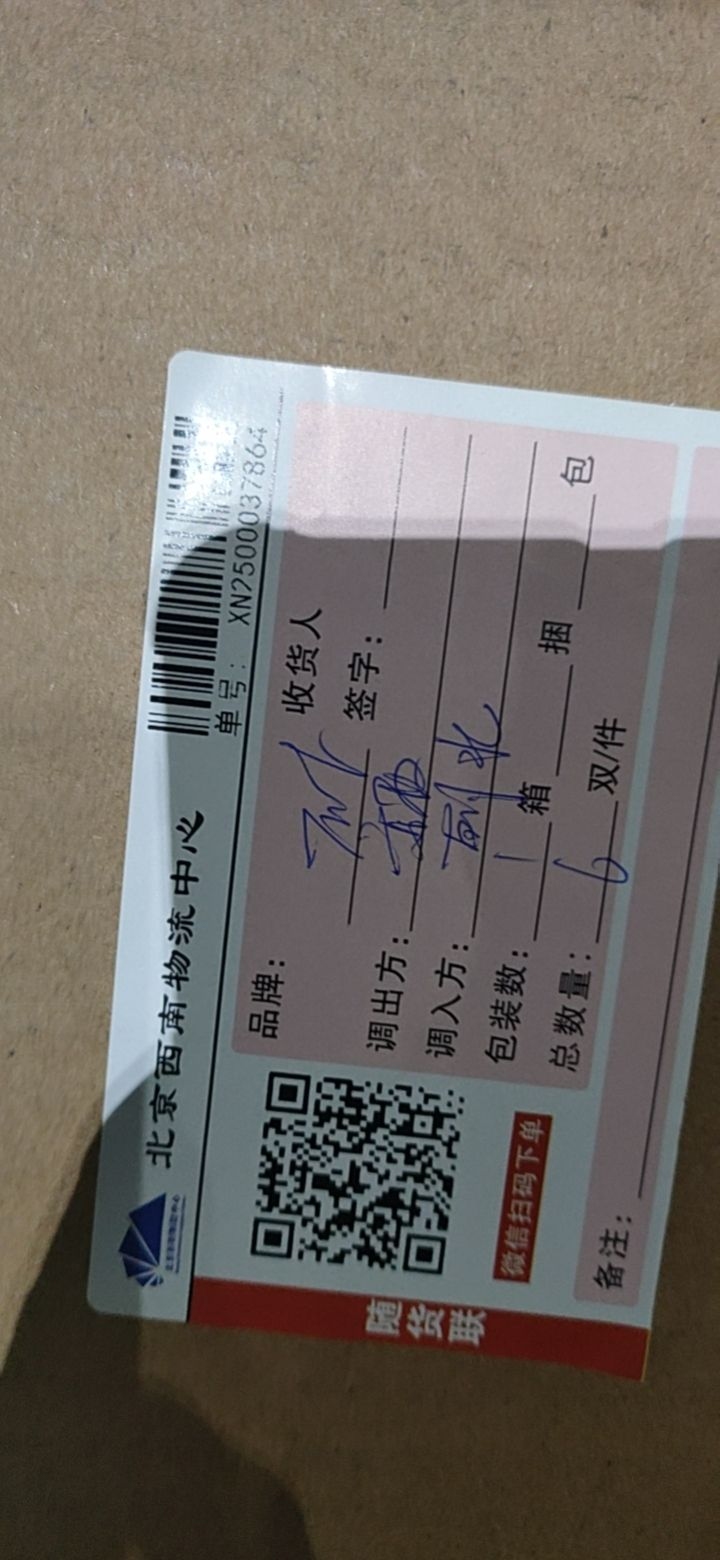 北京西南物流中心
单号：XN2500037864
品牌： 收货人
签字：
调出方：
调入方：
包装数：1箱 捆 包
总数量：6 双/件
备注：
微信扫码下单
随货联